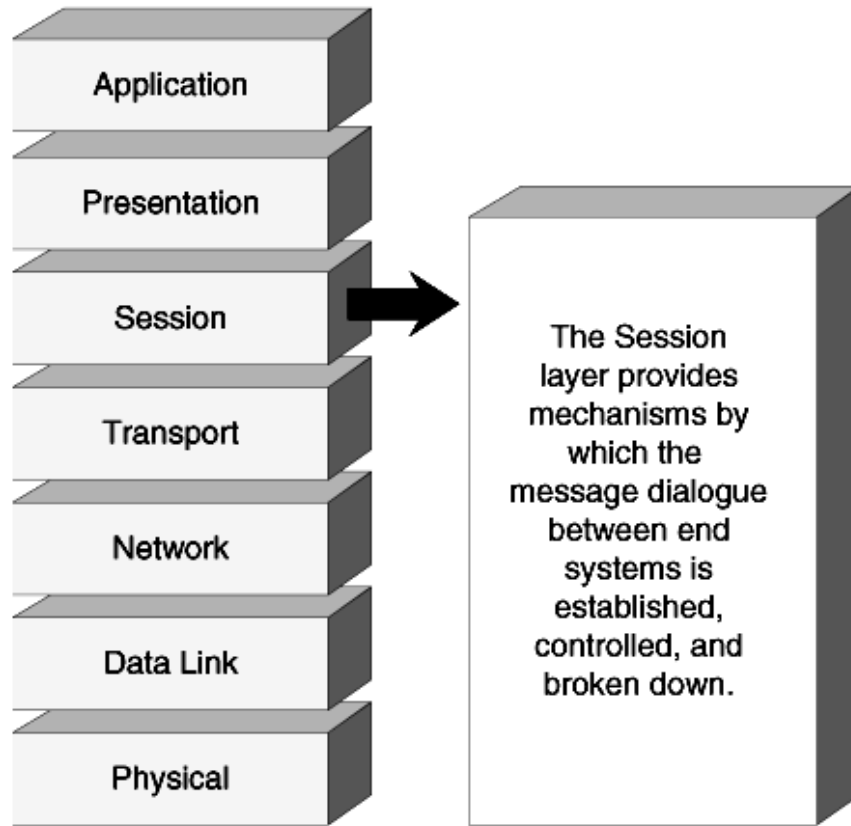 Application
Presentation
Session
Transport
Network
Data Link
Physical
The Session
layer provides
mechanisms by
which the
message dialogue
between end
systems is
established,
controlled, and
broken down.